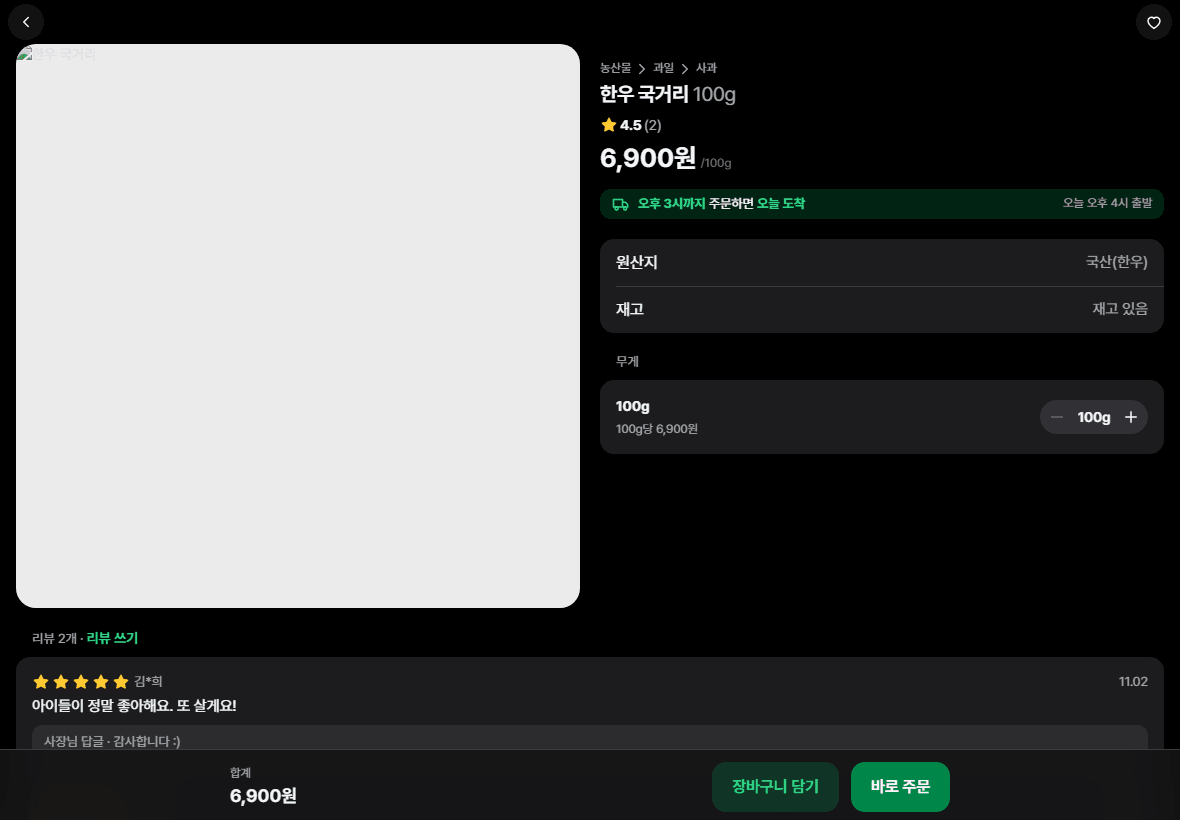 한우 국거리
농산물 > 과일 > 사과
한우 국거리 100g
4.5 (2)
6,900원 /100g
오후 3시까지 주문하면 오늘 도착
오늘 오후 4시 출발
원산지
국산(한우)
재고
재고 있음
무게
100g
100g당 6,900원
− 100g +
리뷰 2개 · 리뷰 쓰기
김*희
11.02
아이들이 정말 좋아해요. 또 살게요!
사장님 답글 · 감사합니다 :)
합계
6,900원
장바구니 담기
바로 주문